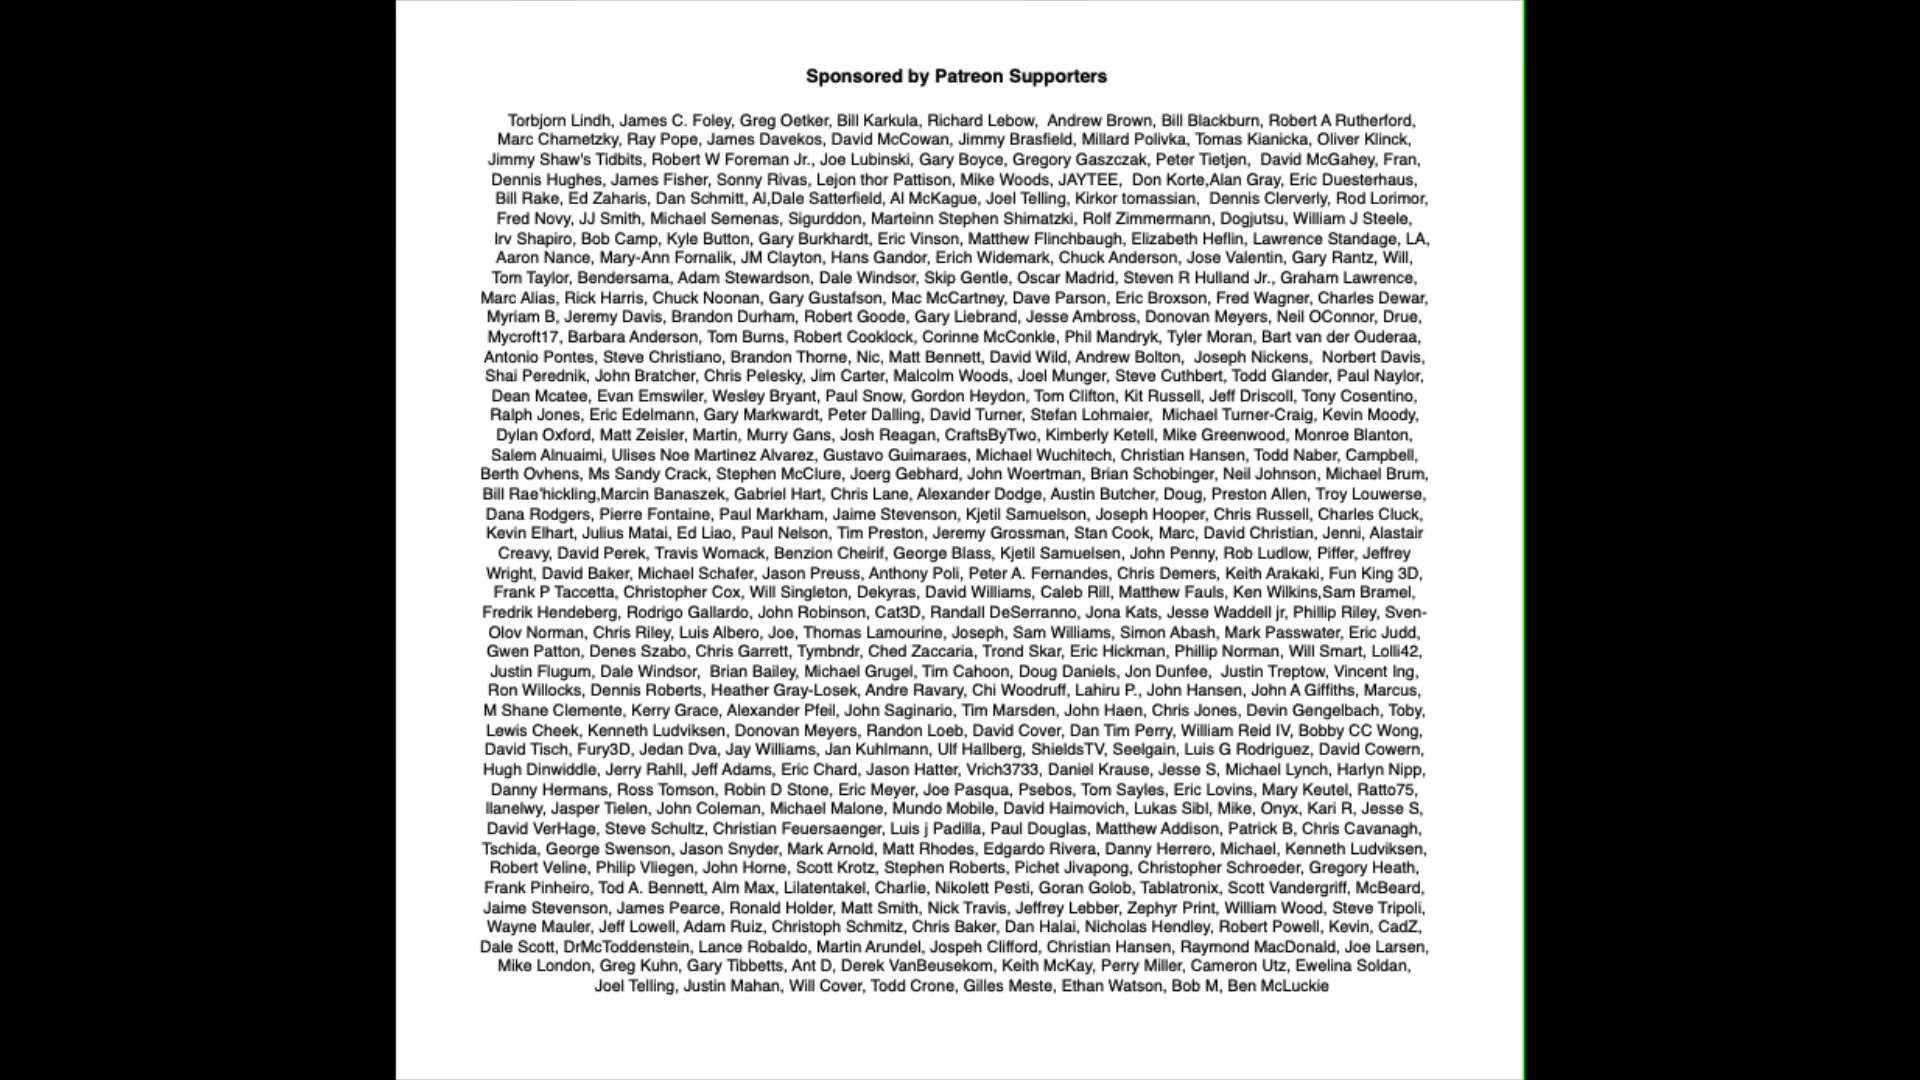 Sponsored by Patreon Supporters
Torbjorn Lindh, James C. Foley, Greg Oetker, Bill Karkula, Richard Lebow, Andrew Brown, Bill Blackburn, Robert A Rutherford,
Marc Chametzky, Ray Pope, James Davekos, David McCowan, Jimmy Brasfield, Millard Polivka, Tomas Kianicka, Oliver Klinck,
Jimmy Shaw's Tidbits, Robert W Foreman Jr., Joe Lubinski, Gary Boyce, Gregory Gaszczak, Peter Tietjen, David McGahey, Fran,
Dennis Hughes, James Fisher, Sonny Rivas, Lejon thor Pattison, Mike Woods, JAYTEE, Don Korte,Alan Gray, Eric Duesterhaus,
Bill Rake, Ed Zaharis, Dan Schmitt, Al,Dale Satterfield, Al McKague, Joel Telling, Kirkor tomassian, Dennis Clerverly, Rod Lorimor,
Fred Novy, JJ Smith, Michael Semenas, Sigurddon, Marteinn Stephen Shimatzki, Rolf Zimmermann, Dogjutsu, William J Steele,
Irv Shapiro, Bob Camp, Kyle Button, Gary Burkhardt, Eric Vinson, Matthew Flinchbaugh, Elizabeth Heflin, Lawrence Standage, LA,
Aaron Nance, Mary-Ann Fornalik, JM Clayton, Hans Gandor, Erich Widemark, Chuck Anderson, Jose Valentin, Gary Rantz, Will,
Tom Taylor, Bendersama, Adam Stewardson, Dale Windsor, Skip Gentle, Oscar Madrid, Steven R Hulland Jr., Graham Lawrence,
Marc Alias, Rick Harris, Chuck Noonan, Gary Gustafson, Mac McCartney, Dave Parson, Eric Broxson, Fred Wagner, Charles Dewar,
Myriam B, Jeremy Davis, Brandon Durham, Robert Goode, Gary Liebrand, Jesse Ambross, Donovan Meyers, Neil OConnor, Drue,
Mycroft17, Barbara Anderson, Tom Burns, Robert Cooklock, Corinne McConkle, Phil Mandryk, Tyler Moran, Bart van der Ouderaa,
Antonio Pontes, Steve Christiano, Brandon Thorne, Nic, Matt Bennett, David Wild, Andrew Bolton, Joseph Nickens, Norbert Davis,
Shai Perednik, John Bratcher, Chris Pelesky, Jim Carter, Malcolm Woods, Joel Munger, Steve Cuthbert, Todd Glander, Paul Naylor,
Dean Mcatee, Evan Emswiler, Wesley Bryant, Paul Snow, Gordon Heydon, Tom Clifton, Kit Russell, Jeff Driscoll, Tony Cosentino,
Ralph Jones, Eric Edelmann, Gary Markwardt, Peter Dalling, David Turner, Stefan Lohmaier, Michael Turner-Craig, Kevin Moody,
Dylan Oxford, Matt Zeisler, Martin, Murry Gans, Josh Reagan, CraftsByTwo, Kimberly Ketell, Mike Greenwood, Monroe Blanton,
Salem Alnuaimi, Ulises Noe Martinez Alvarez, Gustavo Guimaraes, Michael Wuchitech, Christian Hansen, Todd Naber, Campbell,
Berth Ovhens, Ms Sandy Crack, Stephen McClure, Joerg Gebhard, John Woertman, Brian Schobinger, Neil Johnson, Michael Brum,
Bill Rae'hickling,Marcin Banaszek, Gabriel Hart, Chris Lane, Alexander Dodge, Austin Butcher, Doug, Preston Allen, Troy Louwerse,
Dana Rodgers, Pierre Fontaine, Paul Markham, Jaime Stevenson, Kjetil Samuelson, Joseph Hooper, Chris Russell, Charles Cluck,
Kevin Elhart, Julius Matai, Ed Liao, Paul Nelson, Tim Preston, Jeremy Grossman, Stan Cook, Marc, David Christian, Jenni, Alastair
Creavy, David Perek, Travis Womack, Benzion Cheirif, George Blass, Kjetil Samuelsen, John Penny, Rob Ludlow, Piffer, Jeffrey
Wright, David Baker, Michael Schafer, Jason Preuss, Anthony Poli, Peter A. Fernandes, Chris Demers, Keith Arakaki, Fun King 3D,
Frank P Taccetta, Christopher Cox, Will Singleton, Dekyras, David Williams, Caleb Rill, Matthew Fauls, Ken Wilkins,Sam Bramel,
Fredrik Hendeberg, Rodrigo Gallardo, John Robinson, Cat3D, Randall DeSerranno, Jona Kats, Jesse Waddell jr, Phillip Riley, Sven-
Olov Norman, Chris Riley, Luis Albero, Joe, Thomas Lamourine, Joseph, Sam Williams, Simon Abash, Mark Passwater, Eric Judd,
Gwen Patton, Denes Szabo, Chris Garrett, Tymbndr, Ched Zaccaria, Trond Skar, Eric Hickman, Phillip Norman, Will Smart, Lolli42,
Justin Flugum, Dale Windsor, Brian Bailey, Michael Grugel, Tim Cahoon, Doug Daniels, Jon Dunfee, Justin Treptow, Vincent Ing,
Ron Willocks, Dennis Roberts, Heather Gray-Losek, Andre Ravary, Chi Woodruff, Lahiru P., John Hansen, John A Giffiths, Marcus,
M Shane Clemente, Kerry Grace, Alexander Pfeil, John Saginario, Tim Marsden, John Haen, Chris Jones, Devin Gengelbach, Toby,
Lewis Cheek, Kenneth Ludviksen, Donovan Meyers, Randon Loeb, David Cover, Dan Tim Perry, William Reid IV, Bobby CC Wong,
David Tisch, Fury3D, Jedan Dva, Jay Williams, Jan Kuhlmann, Ulf Hallberg, ShieldsTV, Seelgain, Luis G Rodriguez, David Cowern,
Hugh Dinwiddle, Jerry Rahll, Jeff Adams, Eric Chard, Jason Hatter, Vrich3733, Daniel Krause, Jesse S, Michael Lynch, Harlyn Nipp,
Danny Hermans, Ross Tomson, Robin D Stone, Eric Meyer, Joe Pasqua, Psebos, Tom Sayles, Eric Lovins, Mary Keutel, Ratto75,
llanelwy, Jasper Tielen, John Coleman, Michael Malone, Mundo Mobile, David Haimovich, Lukas Sibl, Mike, Onyx, Kari R, Jesse S,
David VerHage, Steve Schultz, Christian Feuersaenger, Luis j Padilla, Paul Douglas, Matthew Addison, Patrick B, Chris Cavanagh,
Tschida, George Swenson, Jason Snyder, Mark Arnold, Matt Rhodes, Edgardo Rivera, Danny Herrero, Michael, Kenneth Ludviksen,
Robert Veline, Philip Vliegen, John Horne, Scott Krotz, Stephen Roberts, Pichet Jivapong, Christopher Schroeder, Gregory Heath,
Frank Pinheiro, Tod A. Bennett, Alm Max, Lilatentakel, Charlie, Nikolett Pesti, Goran Golob, Tablatronix, Scott Vandergriff, McBeard,
Jaime Stevenson, James Pearce, Ronald Holder, Matt Smith, Nick Travis, Jeffrey Lebber, Zephyr Print, William Wood, Steve Tripoli,
Wayne Mauler, Jeff Lowell, Adam Ruiz, Christoph Schmitz, Chris Baker, Dan Halai, Nicholas Hendley, Robert Powell, Kevin, CadZ,
Dale Scott, DrMcToddenstein, Lance Robaldo, Martin Arundel, Jospeh Clifford, Christian Hansen, Raymond MacDonald, Joe Larsen,
Mike London, Greg Kuhn, Gary Tibbetts, Ant D, Derek VanBeusekom, Keith McKay, Perry Miller, Cameron Utz, Ewelina Soldan,
Joel Telling, Justin Mahan, Will Cover, Todd Crone, Gilles Meste, Ethan Watson, Bob M, Ben McLuckie